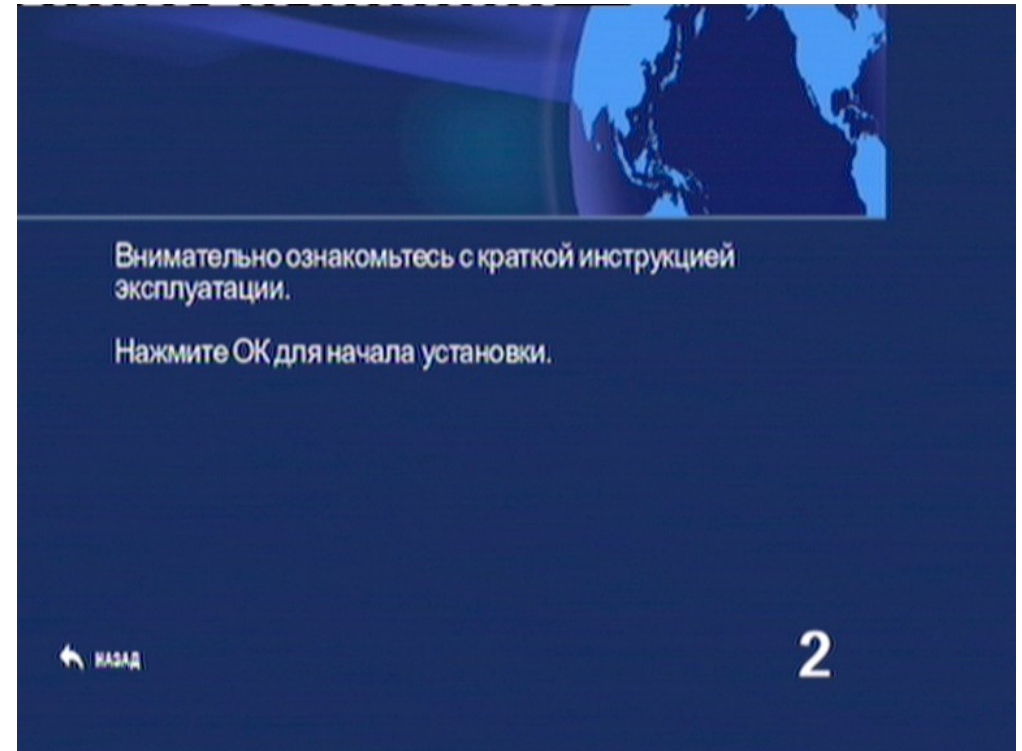 Внимательно ознакомьтесь с краткой инструкцией
эксплуатации.
Нажмите ОК для начала установки.
НАЗАД
2